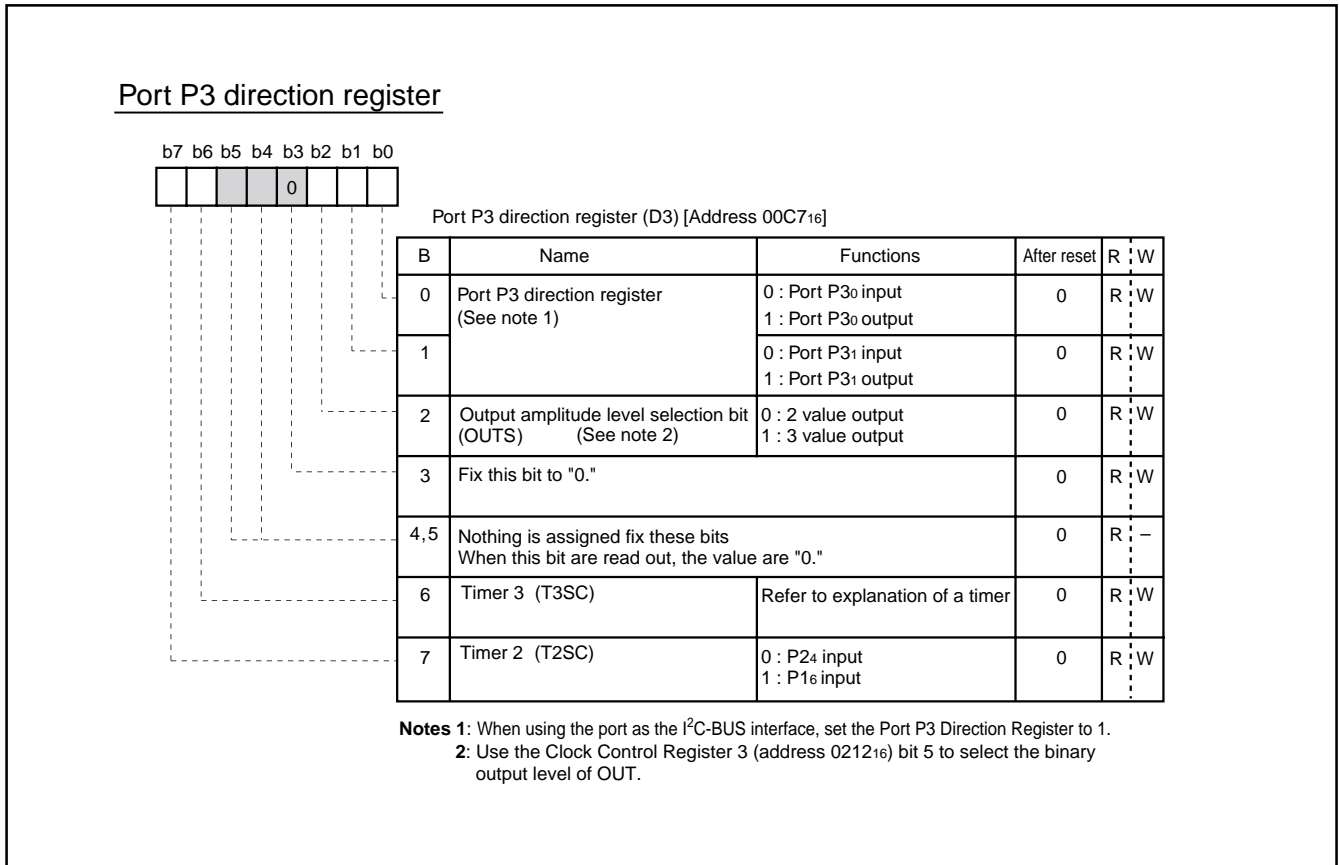 Port P3 direction register
b7 b6 b5 b4 b3 b2 b1 b0
0
Port P3 direction register (D3) [Address 00C716]
B Name Functions After reset R W
0 Port P3 direction register 0 : Port P30 input 0 R W
(See note 1) 1 : Port P30 output
1 0 : Port P31 input 0 R W
1 : Port P31 output
2 Output amplitude level selection bit 0 : 2 value output 0 R W
(OUTS) (See note 2) 1 : 3 value output
3 Fix this bit to "0." 0 R W
4,5 Nothing is assigned fix these bits 0 R –
When this bit are read out, the value are "0."
6 Timer 3 (T3SC) Refer to explanation of a timer 0 R W
7 Timer 2 (T2SC) 0 : P24 input 0 R W
1 : P16 input
Notes 1: When using the port as the I2C-BUS interface, set the Port P3 Direction Register to 1.
2: Use the Clock Control Register 3 (address 021216) bit 5 to select the binary
output level of OUT.